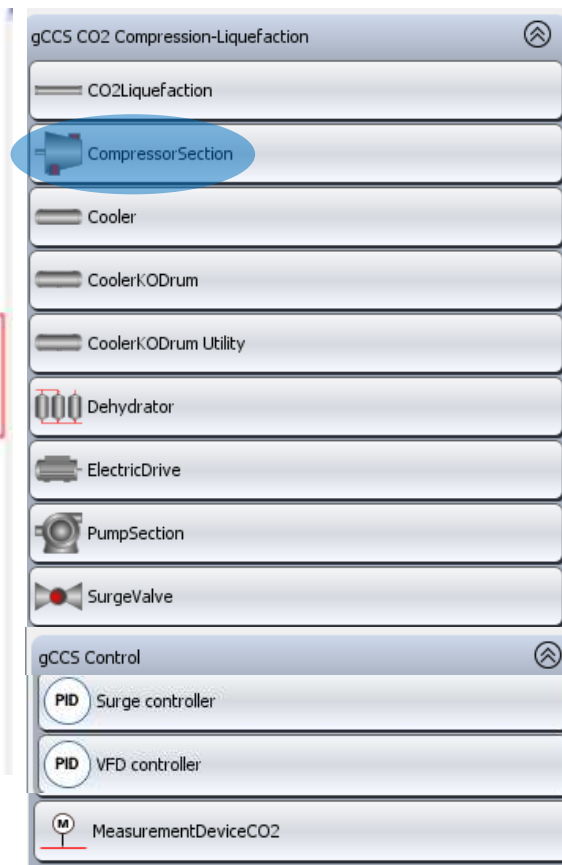 gCCS CO2 Compression-Liquefaction
CO2Liquefaction
CompressorSection
Cooler
CoolerKODrum
CoolerKODrum Utility
Dehydrator
ElectricDrive
PumpSection
SurgeValve
gCCS Control
PID Surge controller
PID VFD controller
M MeasurementDeviceCO2